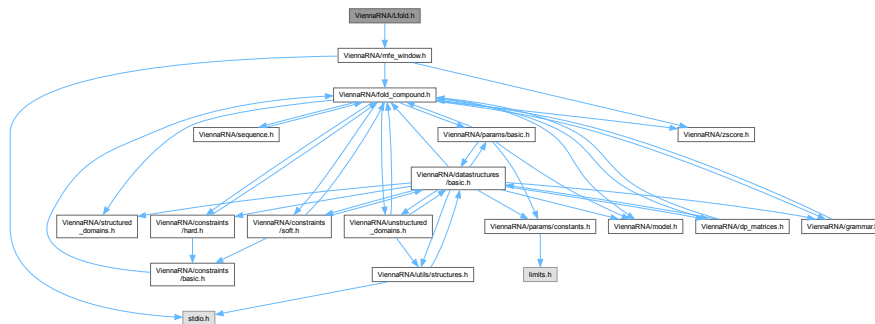 ViennaRNA/Lfold.h
ViennaRNA/mfe_window.h
ViennaRNA/fold_compound.h
ViennaRNA/sequence.h
ViennaRNA/params/basic.h
ViennaRNA/zscore.h
ViennaRNA/datastructures
/basic.h
ViennaRNA/structured
_domains.h
ViennaRNA/constraints
/hard.h
ViennaRNA/constraints
/soft.h
ViennaRNA/unstructured
_domains.h
ViennaRNA/params/constants.h
ViennaRNA/model.h
ViennaRNA/dp_matrices.h
ViennaRNA/grammar.h
ViennaRNA/constraints
/basic.h
ViennaRNA/utils/structures.h
limits.h
stdio.h